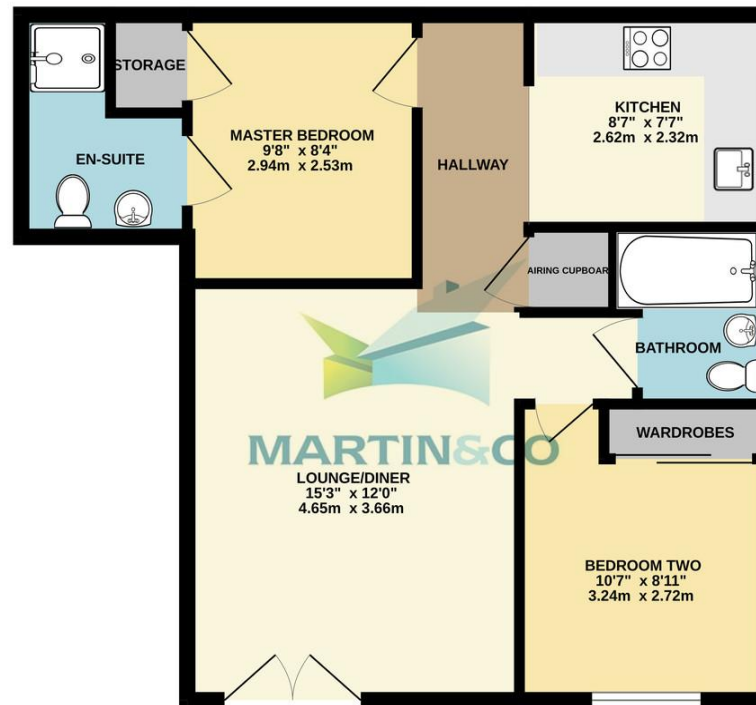 STORAGE
EN-SUITE
MASTER BEDROOM
9'8" x 8'4"
2.94m x 2.53m
HALLWAY
KITCHEN
8'7" x 7'7"
2.62m x 2.32m
AIRING CUPBOAR
BATHROOM
WARDROBES
MARTIN&CO
LOUNGE/DINER
15'3" x 12'0"
4.65m x 3.66m
BEDROOM TWO
10'7" x 8'11"
3.24m x 2.72m